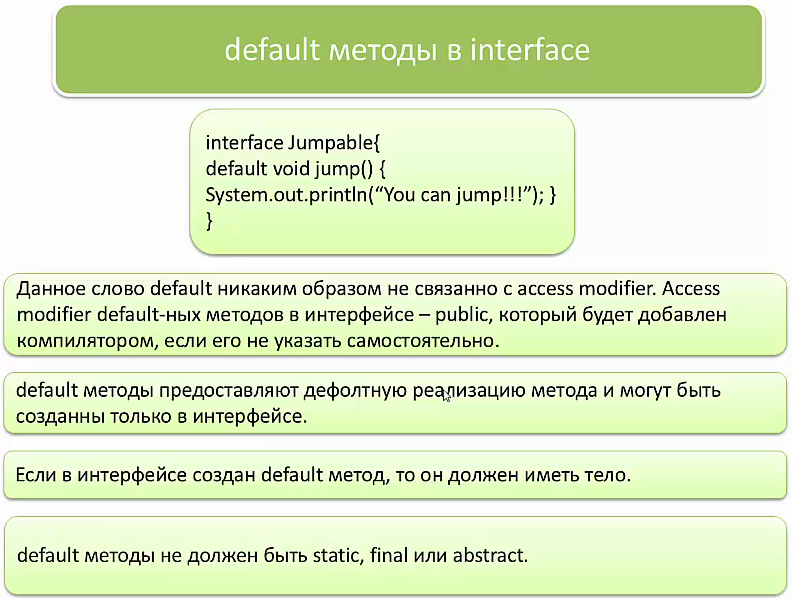 default методы в interface
interface Jumpable{
default void jump() {
System.out.println(“You can jump!!!”); }
}
Данное слово default никаким образом не связанно с access modifier. Access
modifier default-ных методов в интерфейсе – public, который будет добавлен
компилятором, если его не указать самостоятельно.
default методы предоставляют дефолтную реализацию метода и могут быть
созданны только в интерфейсе.
Если в интерфейсе создан default метод, то он должен иметь тело.
default методы не должен быть static, final или abstract.